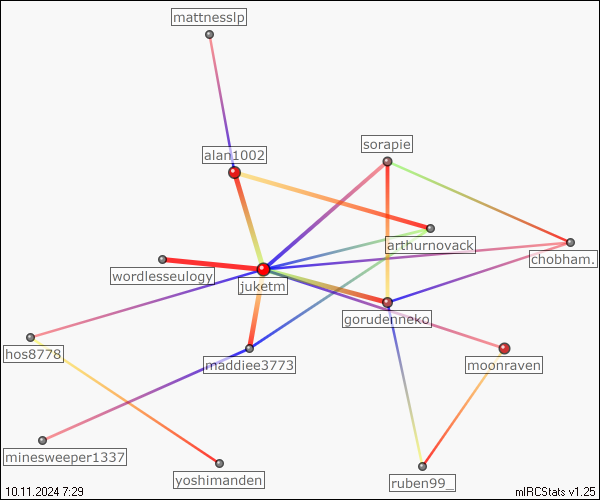 mattnesslp
alan1002
sorapie
arthurnovack
chobham.
wordlesseulogy
juketm
gorudenneko
hos8778
maddiee3773
moonraven
minesweeper1337
yoshimanden
ruben99_
10.11.2024 7:29
mIRCStats v1.25